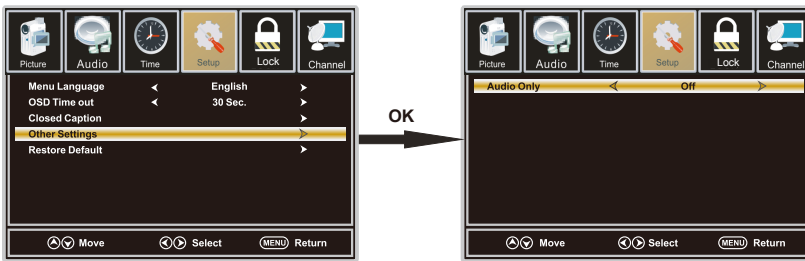 Picture Audio Time Setup Lock Channel
Menu Language English
OSD Time out 30 Sec.
Closed Caption
Other Settings
Restore Default
Move Select MENU Return
OK
Picture Audio Time Setup Lock Channel
Audio Only Off
Move Select MENU Return